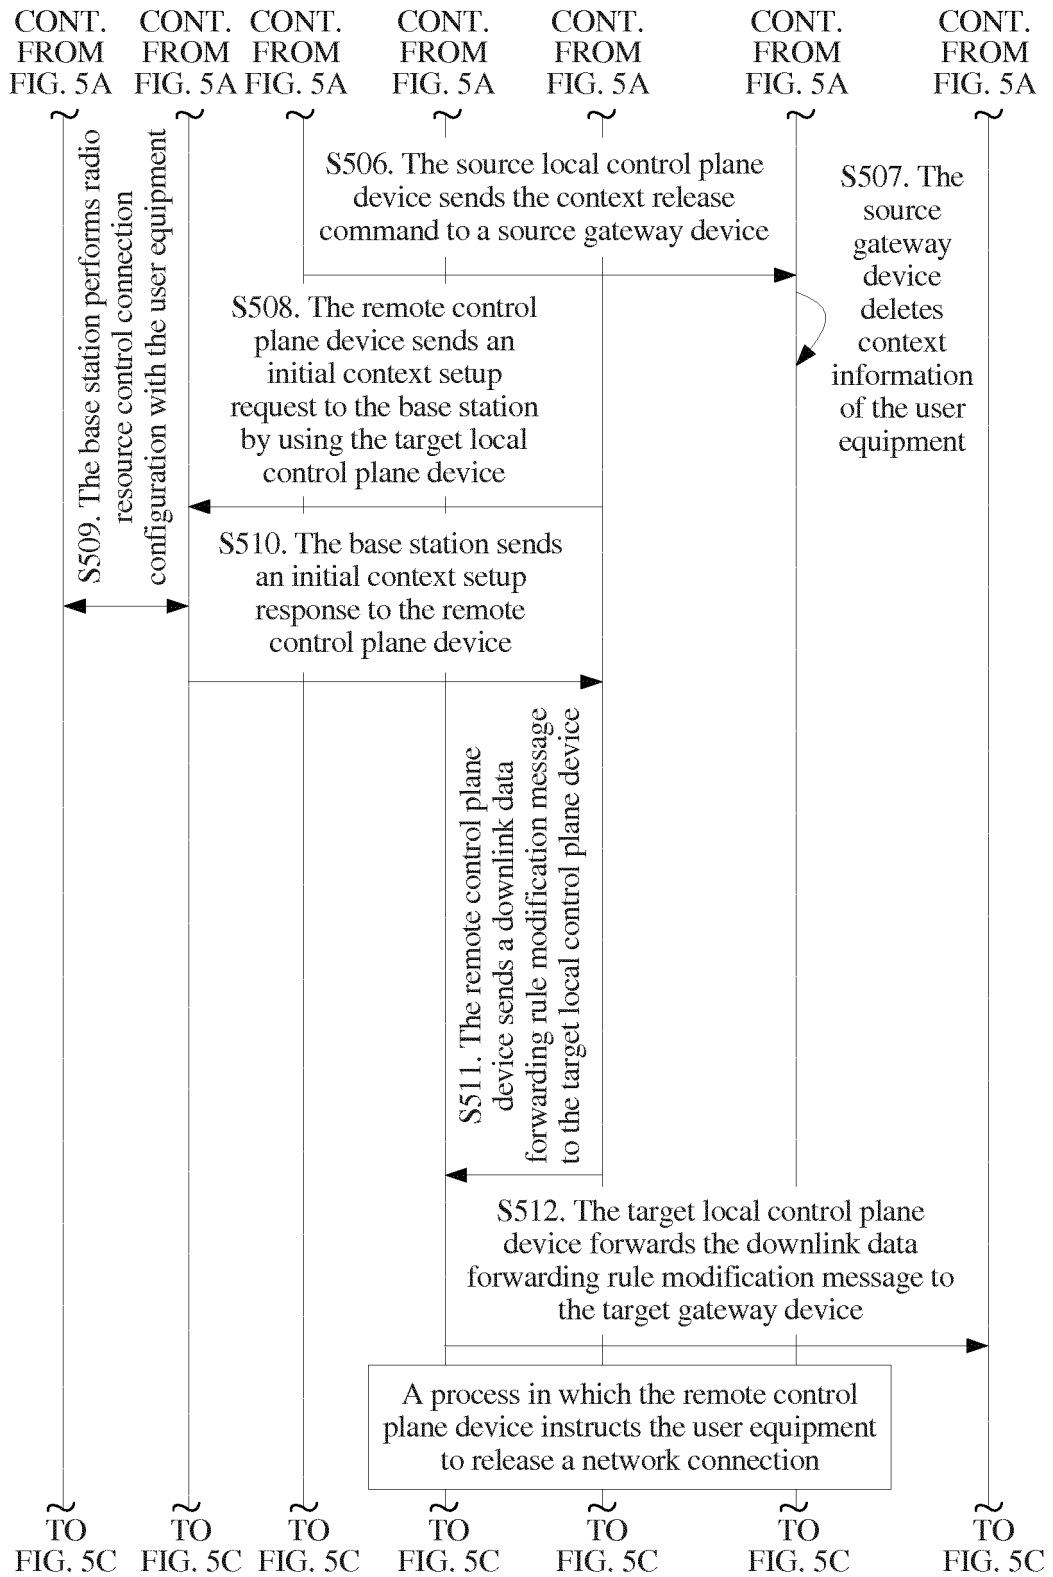 CONT. FROM FIG. 5A
CONT. FROM FIG. 5A
CONT. FROM FIG. 5A
CONT. FROM FIG. 5A
CONT. FROM FIG. 5A
CONT. FROM FIG. 5A
CONT. FROM FIG. 5A
S506. The source local control plane
device sends the context release
command to a source gateway device
S507. The
source
gateway
device
deletes
context
information
of the user
equipment
S508. The remote control
plane device sends an
initial context setup
request to the base station
by using the target local
control plane device
S509. The base station performs radio
resource control connection
configuration with the user equipment
S510. The base station sends
an initial context setup
response to the remote
control plane device
S511. The remote control plane
device sends a downlink data
forwarding rule modification message
to the target local control plane device
S512. The target local control plane
device forwards the downlink data
forwarding rule modification message to
the target gateway device
A process in which the remote control
plane device instructs the user equipment
to release a network connection
TO FIG. 5C
TO FIG. 5C
TO FIG. 5C
TO FIG. 5C
TO FIG. 5C
TO FIG. 5C
TO FIG. 5C